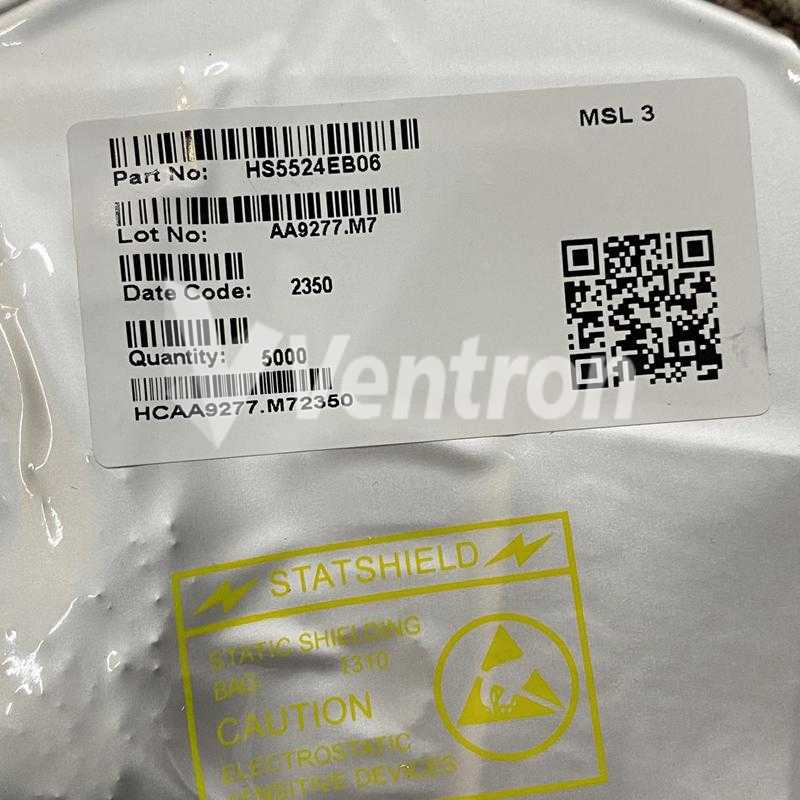 MSL 3
Part No: HS5524EB06
Lot No: AA9277.M7
Date Code: 2350
Quantity: 5000
HCAA9277.M72350
Ventron
STATSHIELD
STATIC SHIELDING
BAG 1310
CAUTION
ELECTROSTATIC
SENSITIVE DEVICES